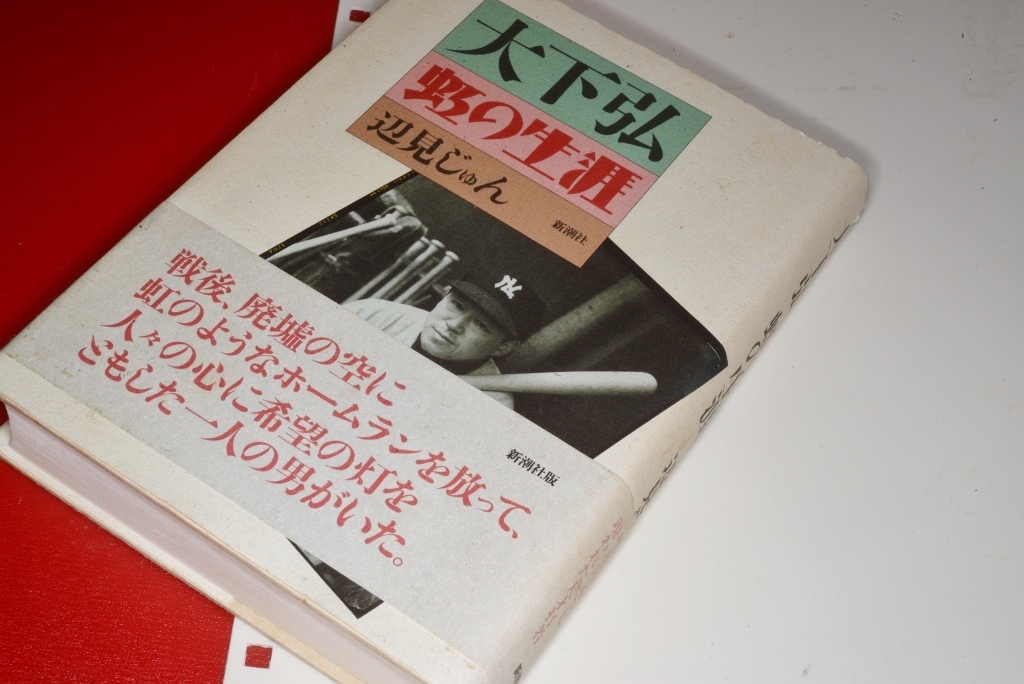 大下弘
虹の生涯
辺見じゅん
新潮社
戦後、廃墟の空に
虹のようなホームランを放って、
人々の心に希望の灯を
ともした一人の男がいた。
新潮社版